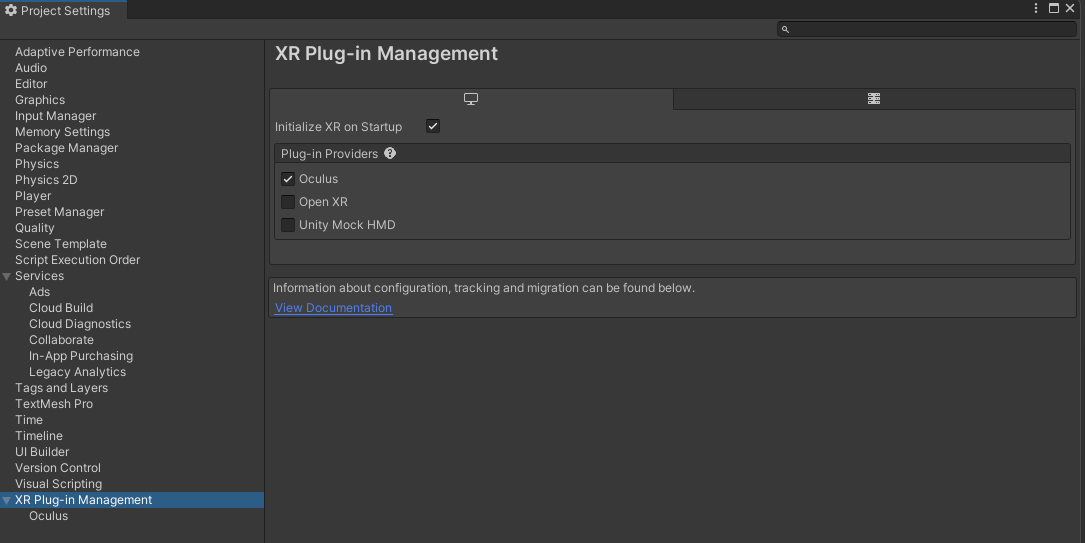 Project Settings
XR Plug-in Management
Adaptive Performance
Audio
Editor
Graphics
Input Manager
Memory Settings
Package Manager
Physics
Physics 2D
Player
Preset Manager
Quality
Scene Template
Script Execution Order
Services
Ads
Cloud Build
Cloud Diagnostics
Collaborate
In-App Purchasing
Legacy Analytics
Tags and Layers
TextMesh Pro
Time
Timeline
UI Builder
Version Control
Visual Scripting
XR Plug-in Management
Oculus
Initialize XR on Startup
Plug-in Providers
Oculus
Open XR
Unity Mock HMD
Information about configuration, tracking and migration can be found below.
View Documentation